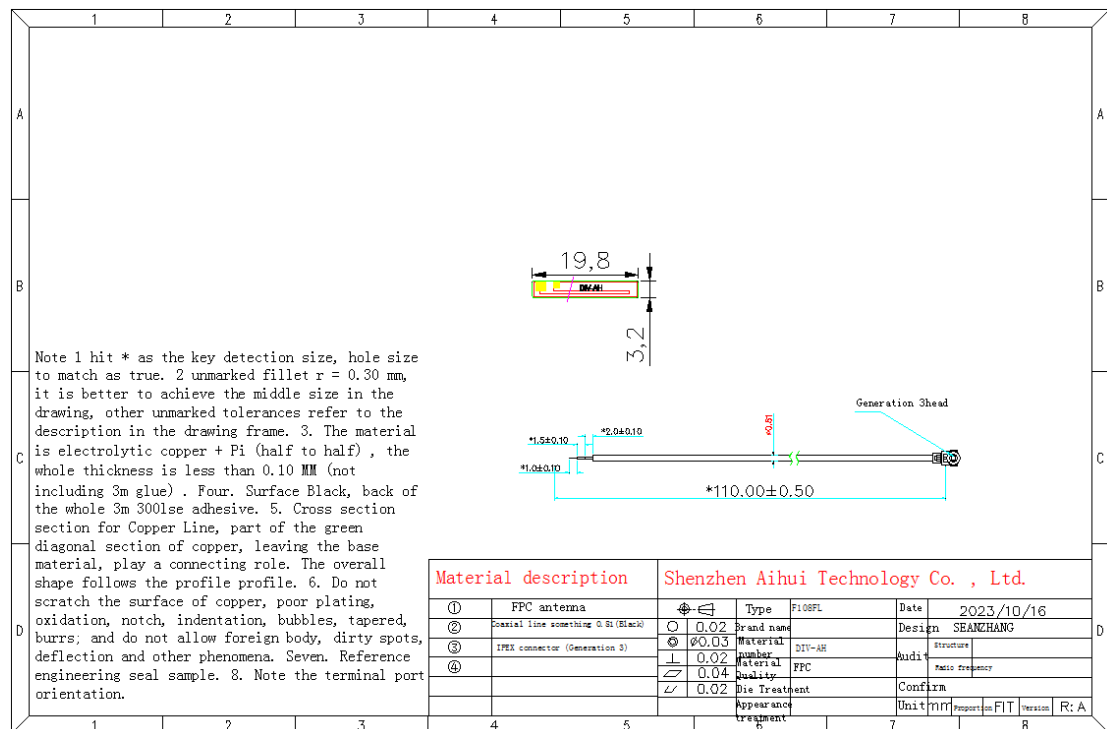 1 2 3 4 5 6 7 8
A A
B B
C C
D D
19,8
DIV-AH
3,2
Note 1 hit * as the key detection size, hole size
to match as true. 2 unmarked fillet r = 0.30 mm,
it is better to achieve the middle size in the
drawing, other unmarked tolerances refer to the
description in the drawing frame. 3. The material
is electrolytic copper + Pi (half to half) , the
whole thickness is less than 0.10 MM (not
including 3m glue) . Four. Surface Black, back of
the whole 3m 300lse adhesive. 5. Cross section
section for Copper Line, part of the green
diagonal section of copper, leaving the base
material, play a connecting role. The overall
shape follows the profile profile. 6. Do not
scratch the surface of copper, poor plating,
oxidation, notch, indentation, bubbles, tapered,
burrs; and do not allow foreign body, dirty spots,
deflection and other phenomena. Seven. Reference
engineering seal sample. 8. Note the terminal port
orientation.
Generation 3head
*1.5±0.10
*2.0±0.10
*1.0±0.10
ø0.81
*110.00±0.50
Material description
① FPC antenna
② Coaxial line something 0.81(Black)
③ IPEX connector (Generation 3)
④
Shenzhen Aihui Technology Co. , Ltd.
Type F108FL Date 2023/10/16
0.02 Brand name Design SEANZHANG
ø0.03 Material number DIV-AH Audit Structure
0.02 Material Quality FPC Radio frequency
0.04
0.02 Die Treatment Confirm
Appearance treatment Unit mm Proportion FIT Version R: A
1 2 3 4 5 6 7 8